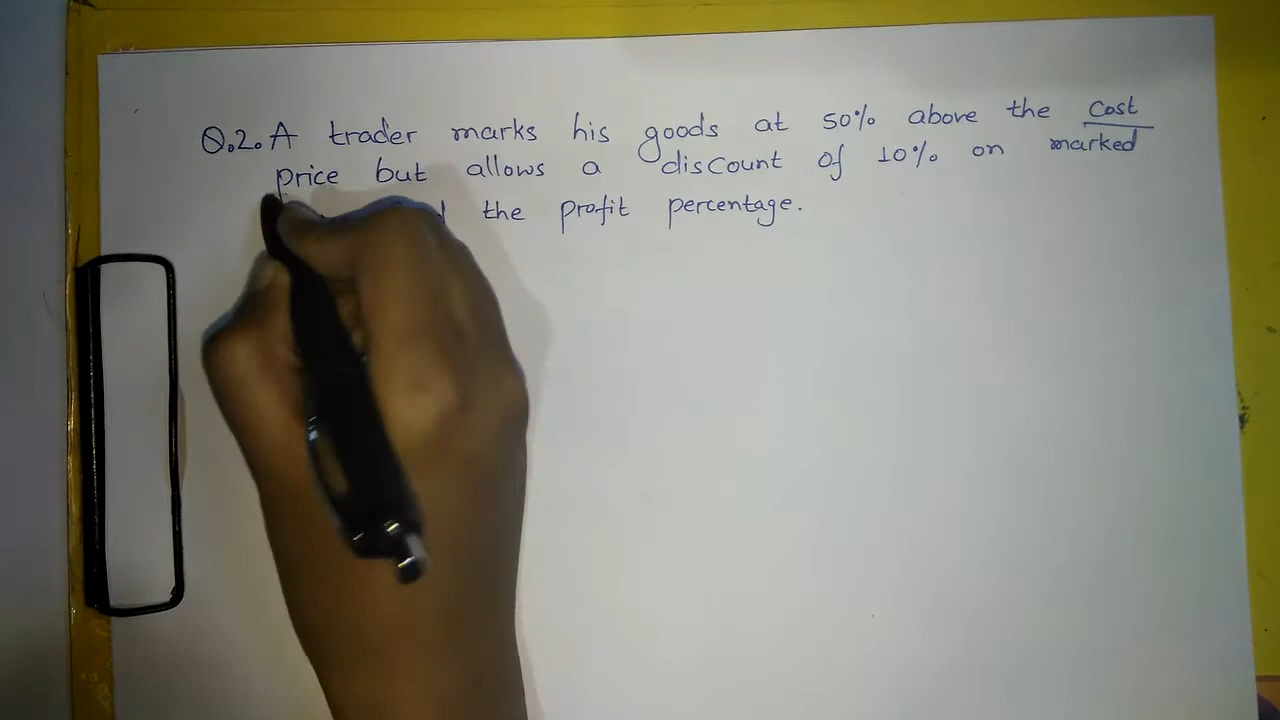 Q.2. A trader marks his goods at 50% above the cost
price but allows a discount of 10% on marked
the profit percentage.